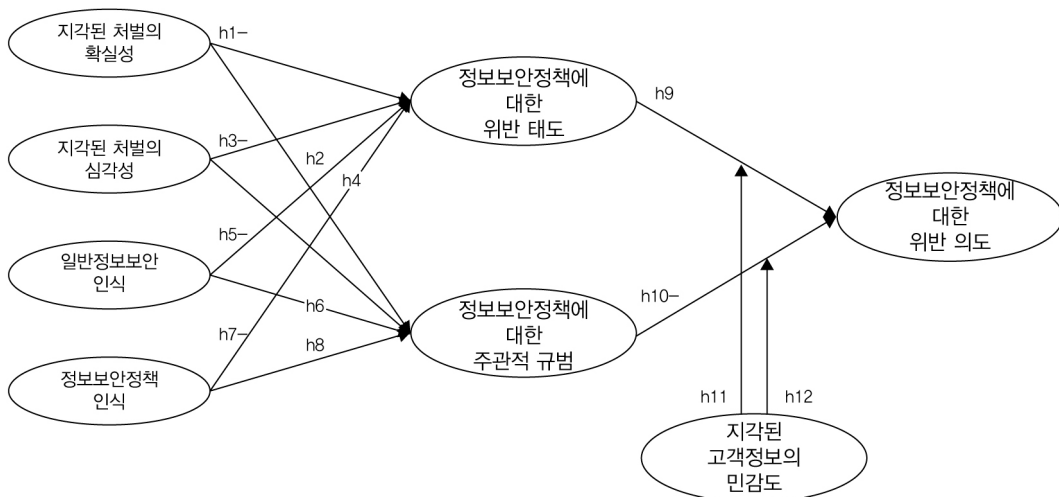 지각된 처벌의
확실성
h1-
정보보안정책에
대한
위반 태도
h9
지각된 처벌의
심각성
h3-
h2
h4
정보보안정책에
대한
위반 의도
일반정보보안
인식
h5-
h6
정보보안정책에
대한
주관적 규범
h10-
h7-
h8
정보보안정책
인식
h11
h12
지각된
고객정보의
민감도